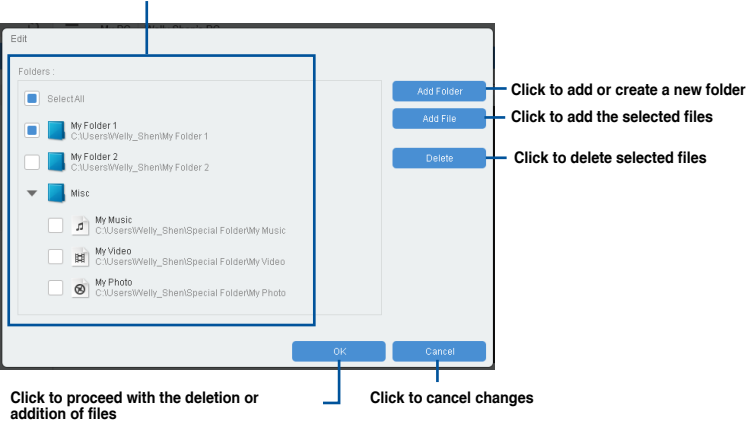 Edit
Folders :
SelectAll
Add Folder
Click to add or create a new folder
My Folder 1
C:\Users\Welly_Shen\My Folder 1
Add File
Click to add the selected files
My Folder 2
C:\Users\Welly_Shen\My Folder 2
Delete
Click to delete selected files
Misc
My Music
C:\Users\Welly_Shen\Special Folder\My Music
My Video
C:\Users\Welly_Shen\Special Folder\My Video
My Photo
C:\Users\Welly_Shen\Special Folder\My Photo
OK
Cancel
Click to proceed with the deletion or
addition of files
Click to cancel changes